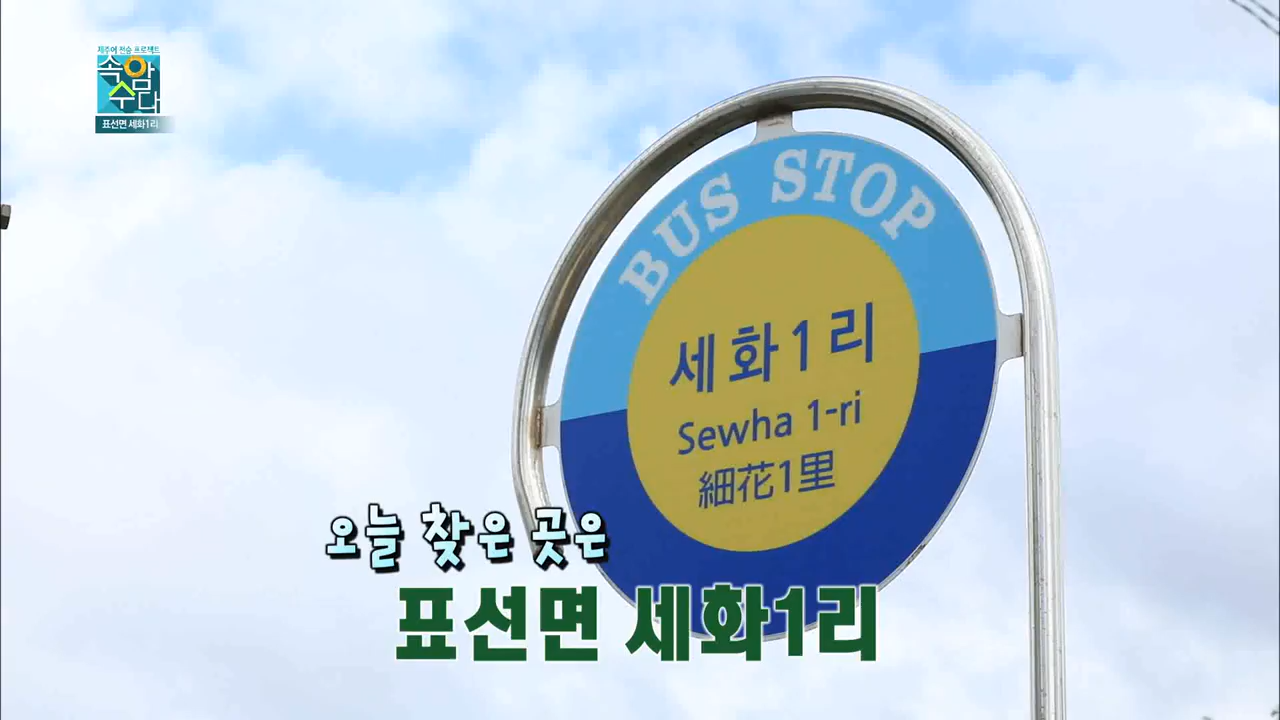 제주어 전승 프로젝트
속암
수다
표선면 세화1리
BUS STOP
세화1리
Sewha 1-ri
細花1里
오늘 찾은 곳은
표선면 세화1리